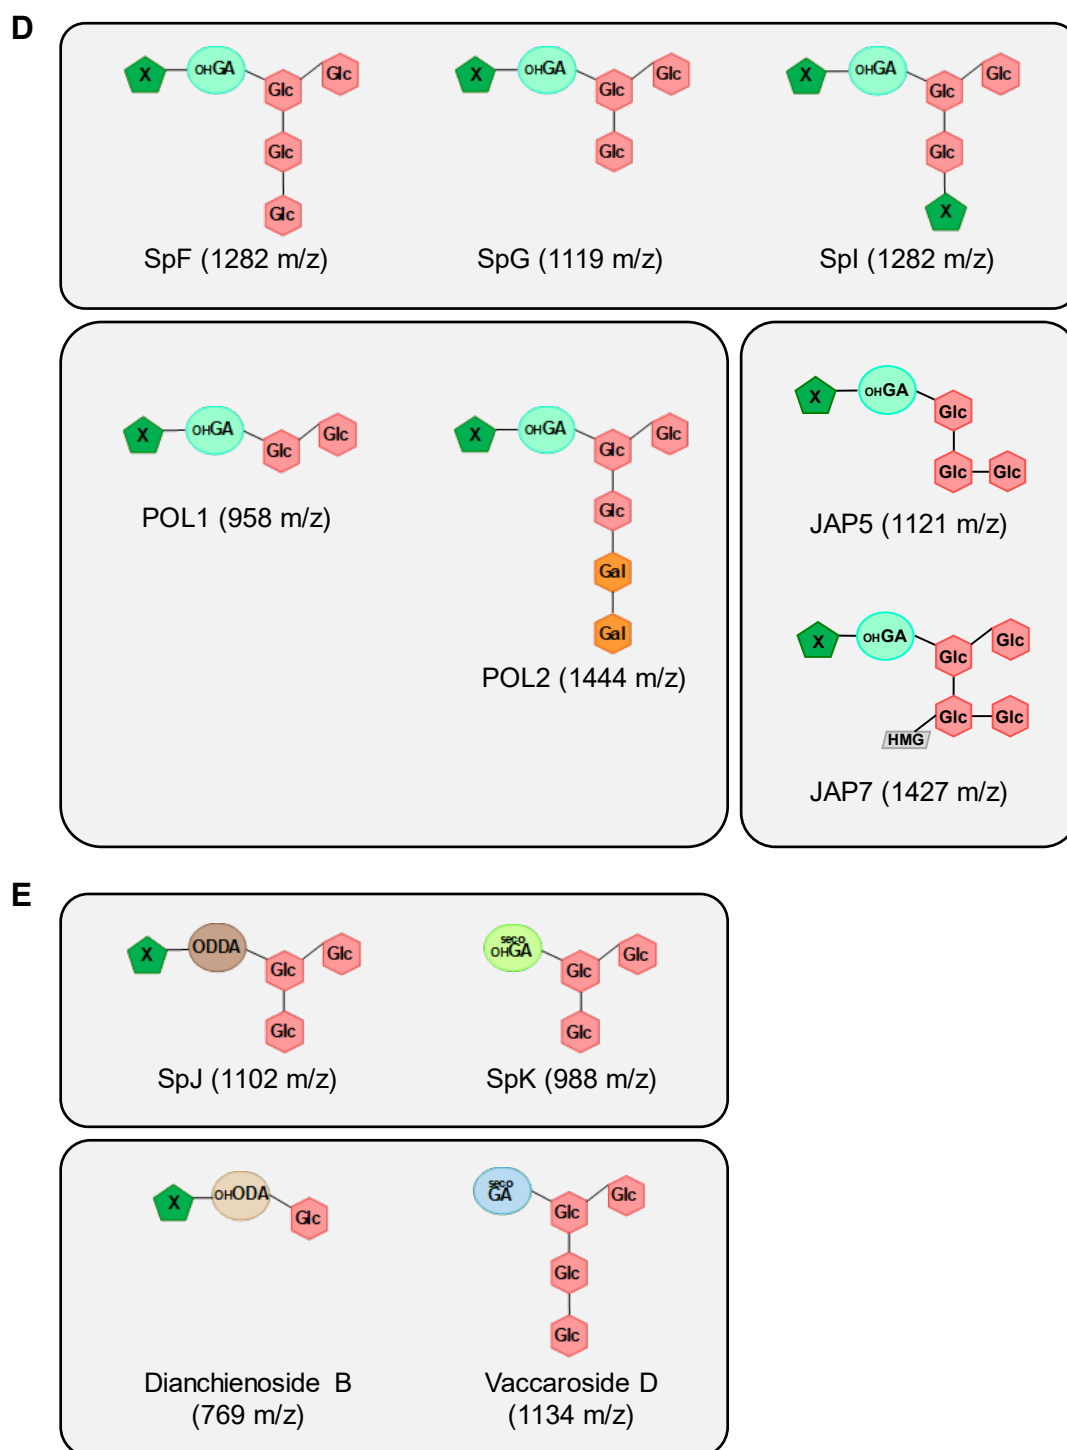 D
X OHGA Glc Glc Glc Glc
SpF (1282 m/z)
X OHGA Glc Glc Glc
SpG (1119 m/z)
X OHGA Glc Glc Glc X
SpI (1282 m/z)
X OHGA Glc Glc
POL1 (958 m/z)
X OHGA Glc Glc Glc Gal Gal
POL2 (1444 m/z)
X OHGA Glc Glc Glc
JAP5 (1121 m/z)
X OHGA Glc Glc Glc Glc HMG
JAP7 (1427 m/z)
E
X ODDA Glc Glc Glc
SpJ (1102 m/z)
seco
OHGA Glc Glc Glc
SpK (988 m/z)
X OHODA Glc
Dianchienoside B
(769 m/z)
seco
GA Glc Glc Glc Glc
Vaccaroside D
(1134 m/z)